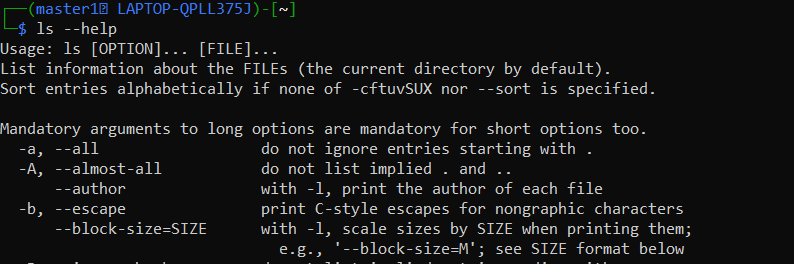 (master1 LAPTOP-QPLL375J)-[~]
$ ls --help
Usage: ls [OPTION]... [FILE]...
List information about the FILEs (the current directory by default).
Sort entries alphabetically if none of -cftuvSUX nor --sort is specified.
Mandatory arguments to long options are mandatory for short options too.
-a, --all do not ignore entries starting with .
-A, --almost-all do not list implied . and ..
--author with -l, print the author of each file
-b, --escape print C-style escapes for nongraphic characters
--block-size=SIZE with -l, scale sizes by SIZE when printing them;
e.g., '--block-size=M'; see SIZE format below